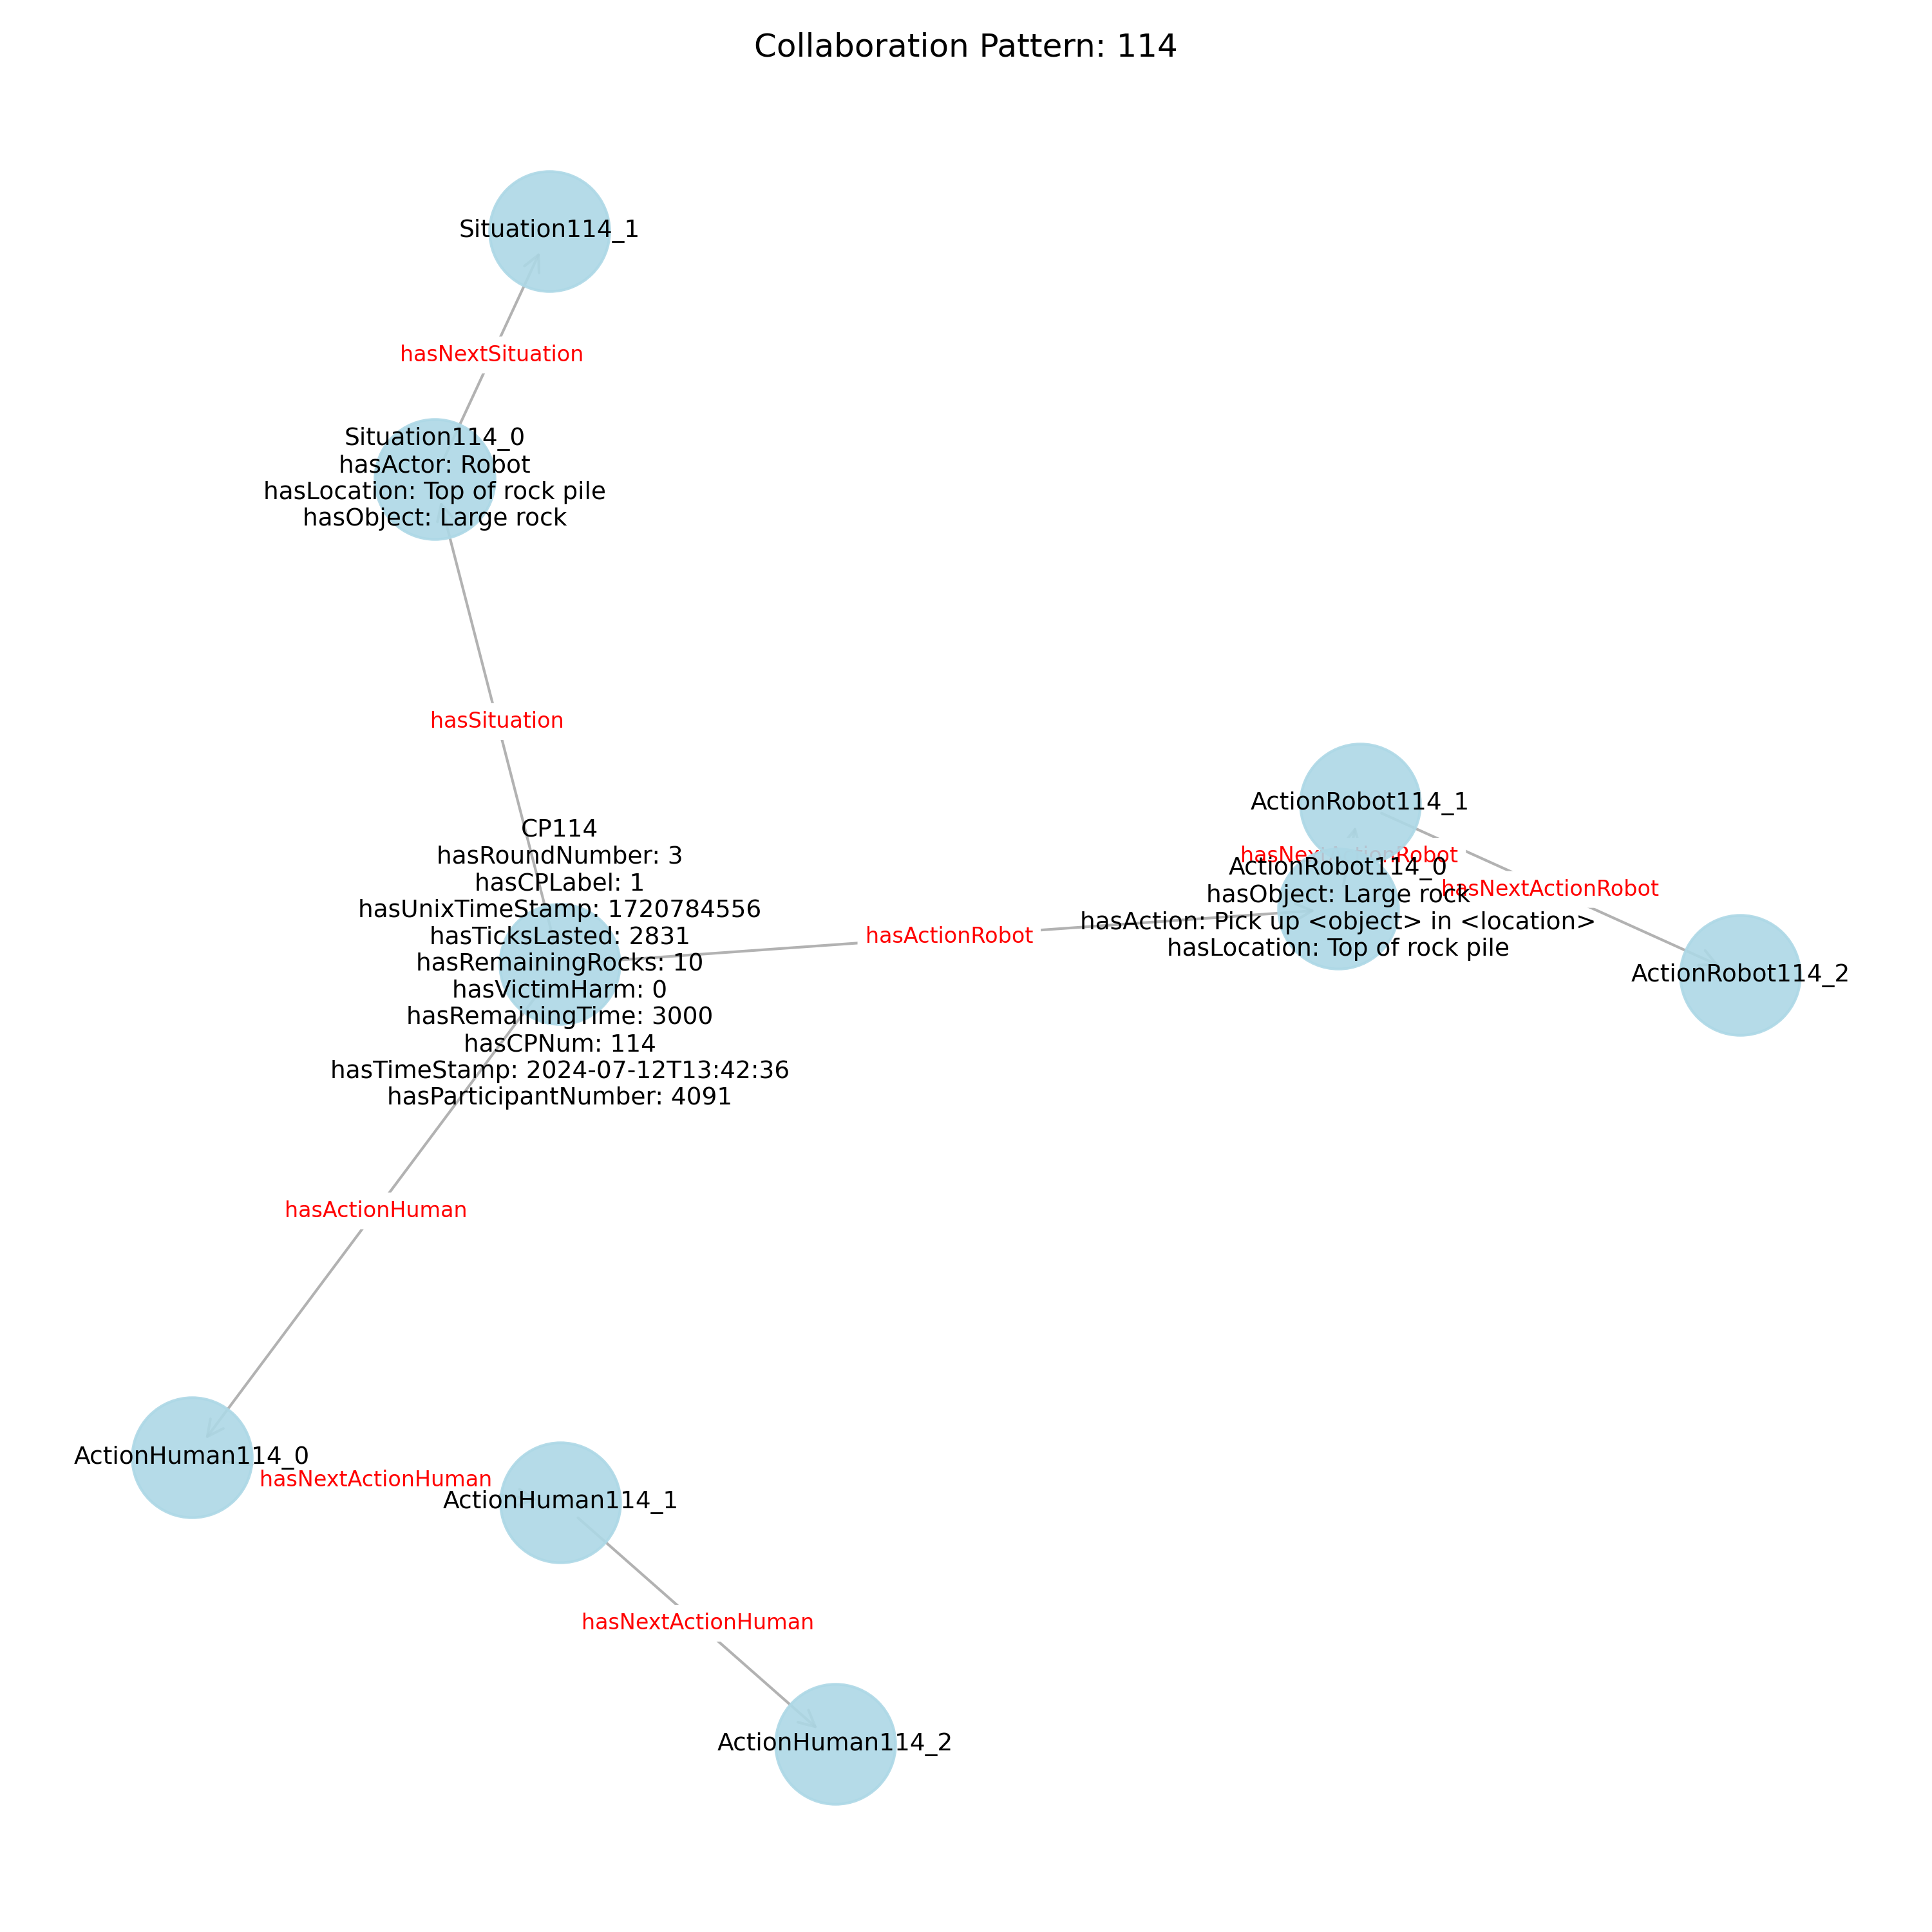 Collaboration Pattern: 114
Situation114_1
hasNextSituation
Situation114_0
hasActor: Robot
hasLocation: Top of rock pile
hasObject: Large rock
hasSituation
CP114
hasRoundNumber: 3
hasCPLabel: 1
hasUnixTimeStamp: 1720784556
hasTicksLasted: 2831
hasRemainingRocks: 10
hasVictimHarm: 0
hasRemainingTime: 3000
hasCPNum: 114
hasTimeStamp: 2024-07-12T13:42:36
hasParticipantNumber: 4091
hasActionRobot
ActionRobot114_1
hasNextActionRobot
ActionRobot114_0
hasObject: Large rock
hasAction: Pick up <object> in <location>
hasLocation: Top of rock pile
hasNextActionRobot
ActionRobot114_2
hasActionHuman
ActionHuman114_0
hasNextActionHuman
ActionHuman114_1
hasNextActionHuman
ActionHuman114_2